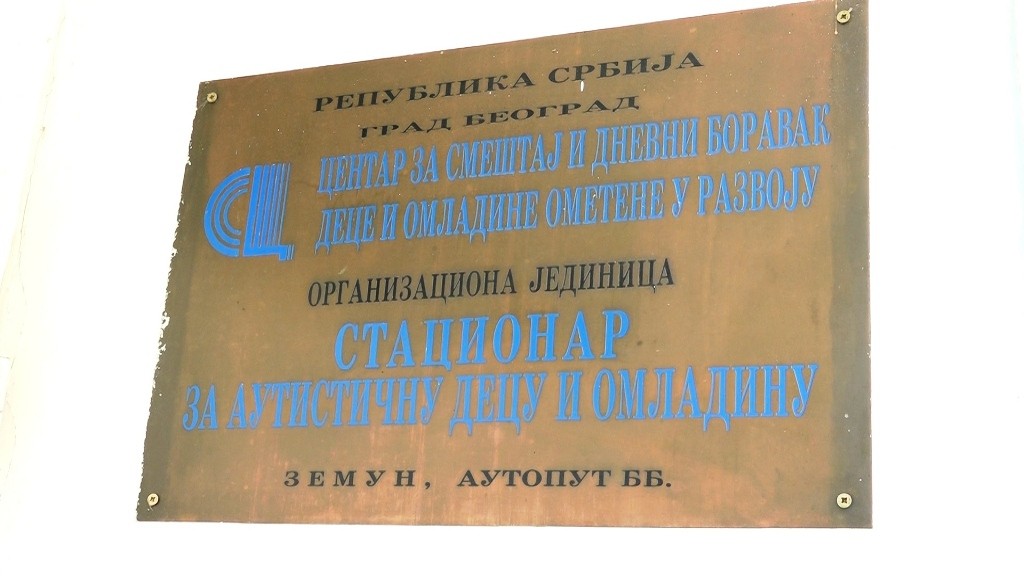 РЕПУБЛИКА СРБИЈА
ГРАД БЕОГРАД
СЦ
ЦЕНТАР ЗА СМЕШТАЈ И ДНЕВНИ БОРАВАК
ДЕЦЕ И ОМЛАДИНЕ ОМЕТЕНЕ У РАЗВОЈУ
ОРГАНИЗАЦИОНА ЈЕДИНИЦА
СТАЦИОНАР
ЗА АУТИСТИЧНУ ДЕЦУ И ОМЛАДИНУ
ЗЕМУН, АУТОПУТ ББ.